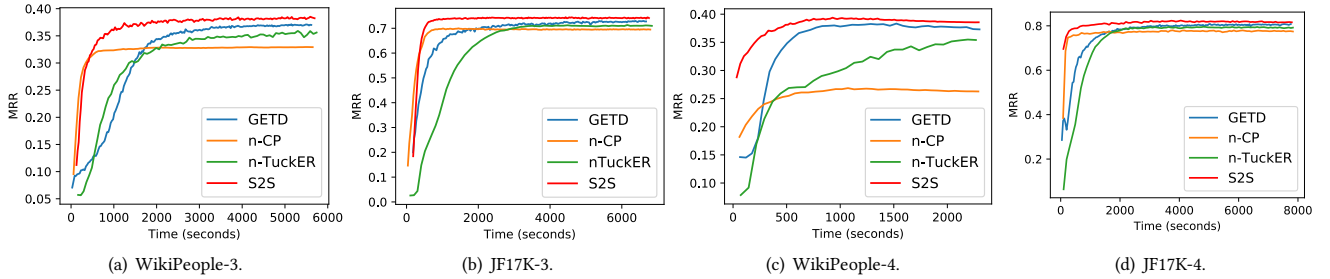 0.40
0.35
0.30
0.25
0.20
0.15
0.10
0.05
MRR
GETD
n-CP
n-TuckER
S2S
0 1000 2000 3000 4000 5000
Time (seconds)
(a) WikiPeople-3.
0.7
0.6
0.5
0.4
0.3
0.2
0.1
0.0
MRR
GETD
n-CP
nTuckER
S2S
0 2000 4000 6000
Time (seconds)
(b) JF17K-3.
0.40
0.35
0.30
0.25
0.20
0.15
0.10
MRR
GETD
n-CP
n-TuckER
S2S
0 500 1000 1500 2000
Time (seconds)
(c) WikiPeople-4.
0.8
0.6
0.4
0.2
MRR
GETD
n-CP
n-TuckER
S2S
0 2000 4000 6000 8000
Time (seconds)
(d) JF17K-4.